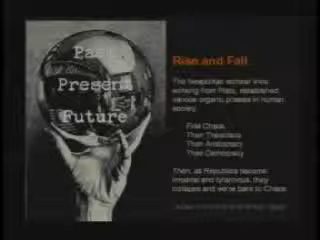 Past
Present
Future
Rise and Fall
The Neapolitan scholar Vico,
working from Plato, established
various organic phases in human
society
First Chaos,
Then Theocracy
Then Aristocracy
Then Democracy
Then, as Republics become
imperial and tyrannous, they
collapse and we're back to Chaos